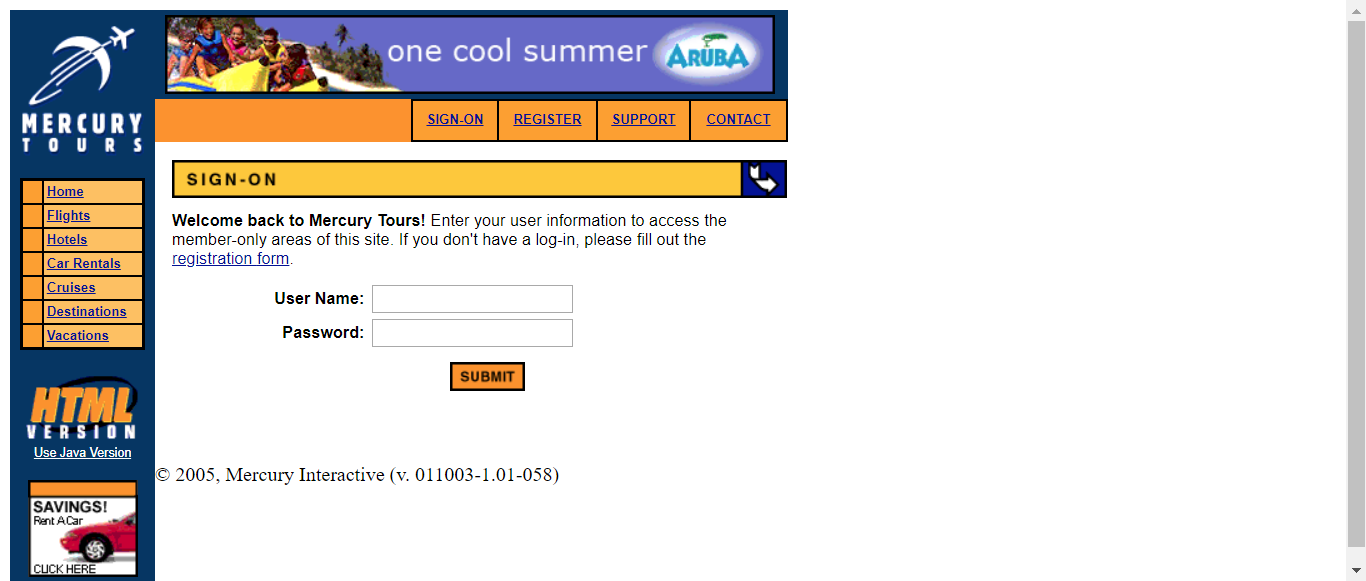 one cool summer ARUBA
MERCURY
TOURS
SIGN-ON REGISTER SUPPORT CONTACT
Home
Flights
Hotels
Car Rentals
Cruises
Destinations
Vacations
HTML
VERSION
Use Java Version
SAVINGS!
Rent A Car
CLICK HERE
SIGN-ON
Welcome back to Mercury Tours! Enter your user information to access the
member-only areas of this site. If you don't have a log-in, please fill out the
registration form.
User Name:
Password:
SUBMIT
© 2005, Mercury Interactive (v. 011003-1.01-058)